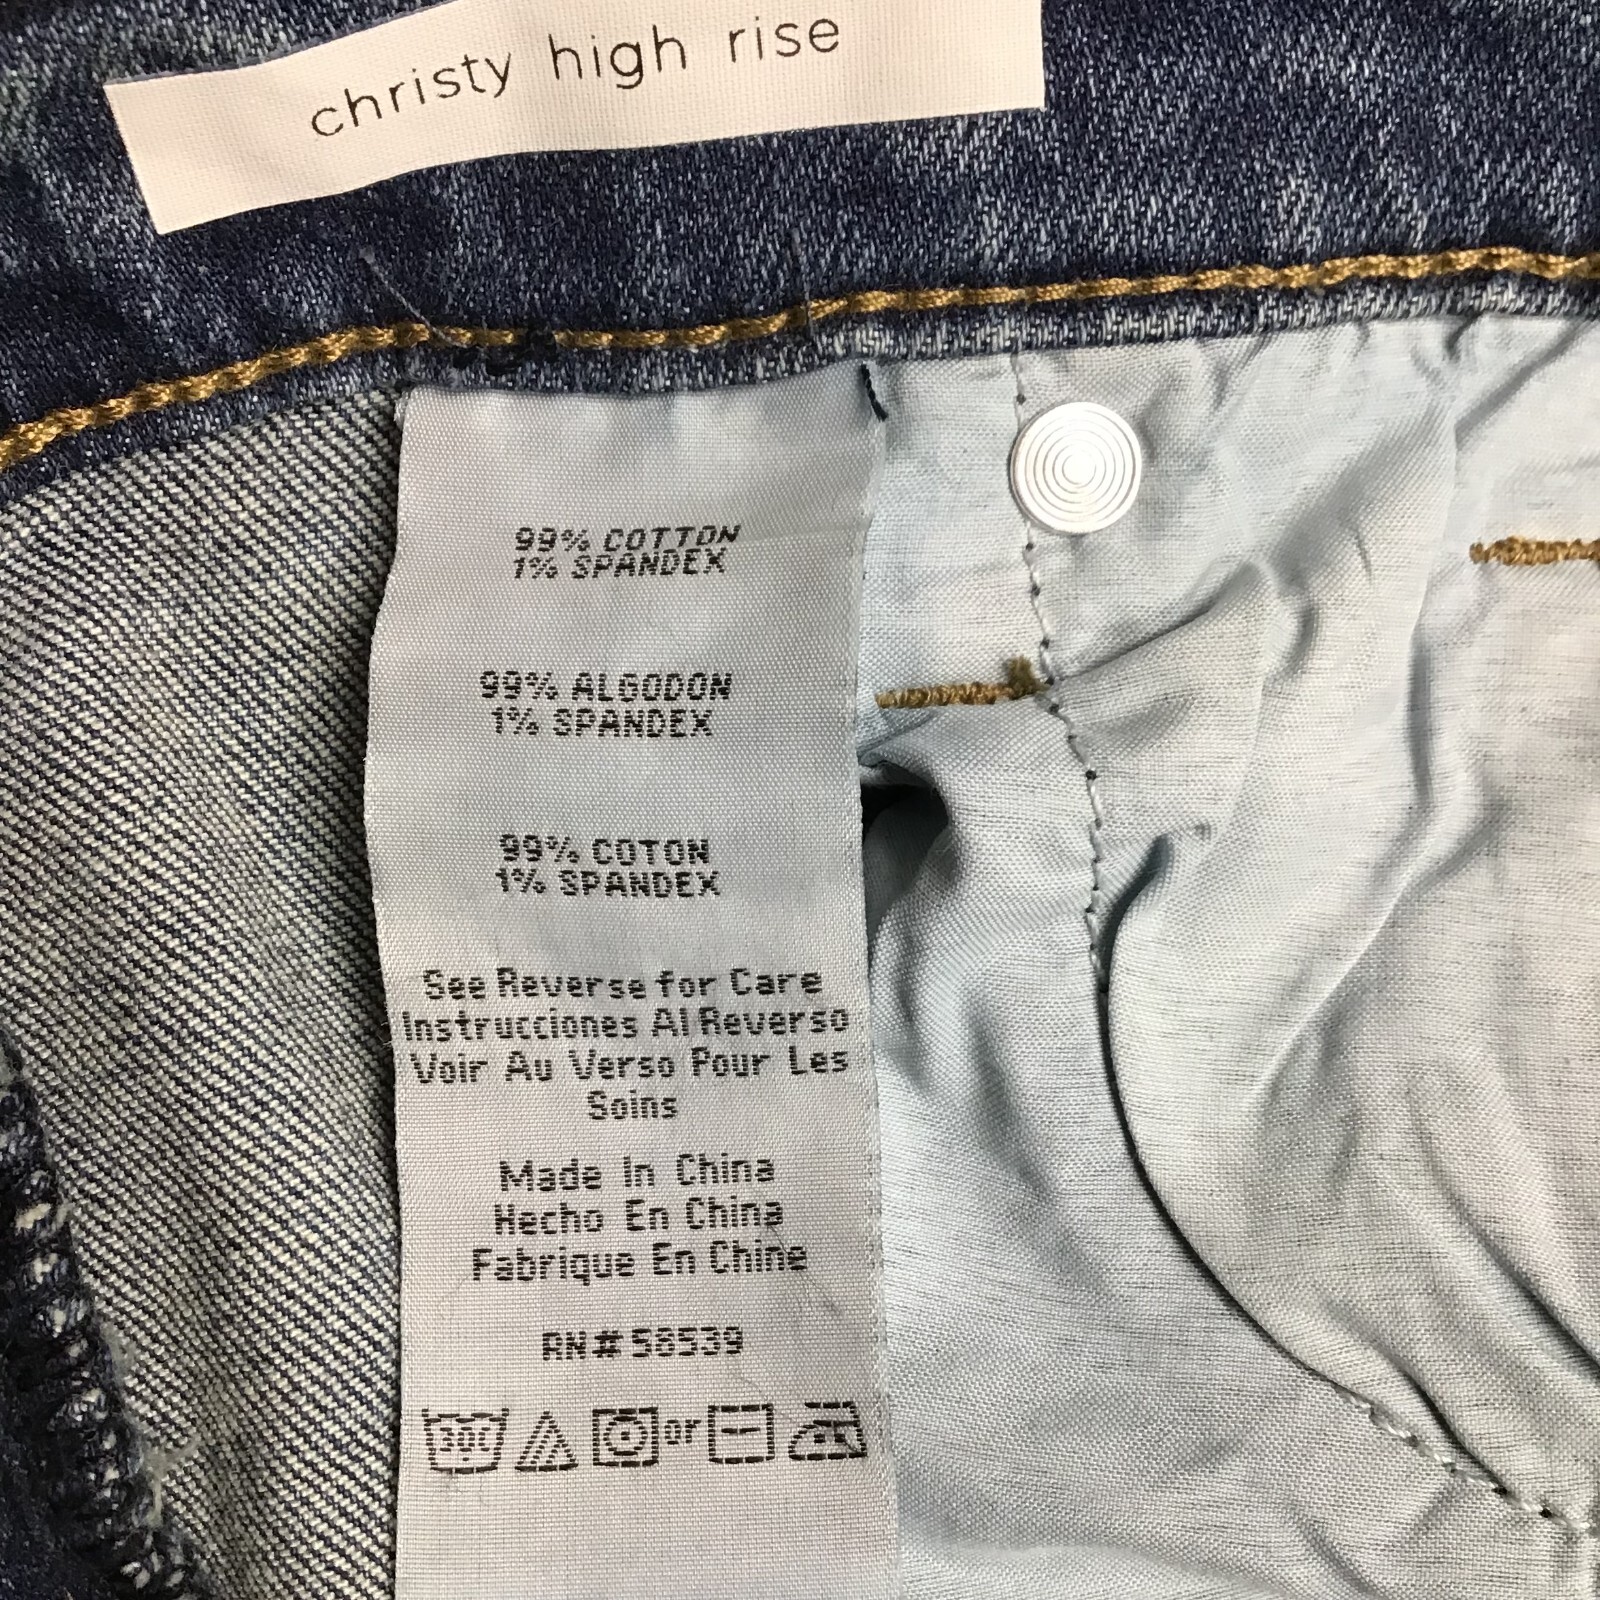 christy high rise
99% COTTON
1% SPANDEX
99% ALGODON
1% SPANDEX
99% COTON
1% SPANDEX
See Reverse for Care
Instrucciones Al Reverso
Voir Au Verso Pour Les
Soins
Made In China
Hecho En China
Fabrique En Chine
RN# 58539
30C or